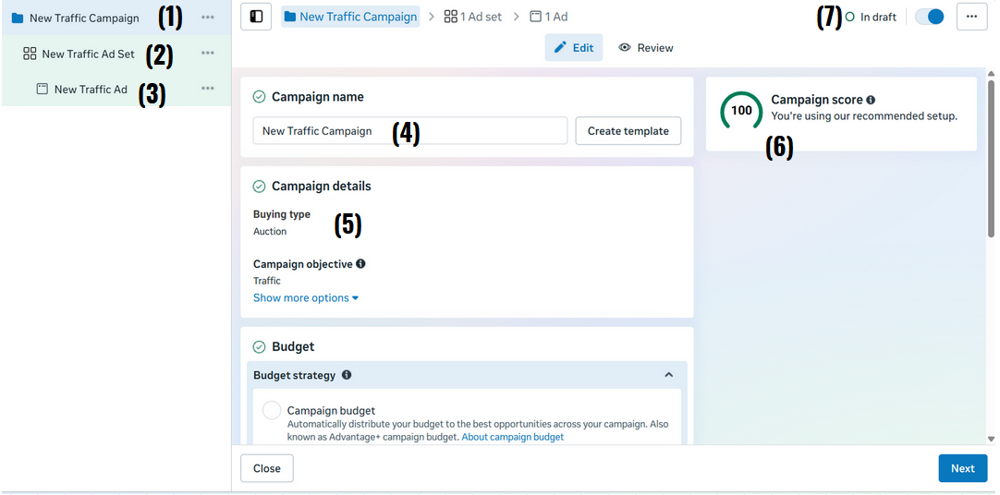 New Traffic Campaign (1)
New Traffic Ad Set (2)
New Traffic Ad (3)
New Traffic Campaign > 1 Ad set > 1 Ad
(7) In draft
Edit Review
Campaign name
New Traffic Campaign (4) Create template
100 Campaign score
You're using our recommended setup.
(6)
Campaign details
Buying type
Auction (5)
Campaign objective
Traffic
Show more options
Budget
Budget strategy
Campaign budget
Automatically distribute your budget to the best opportunities across your campaign. Also
known as Advantage+ campaign budget. About campaign budget
Close Next